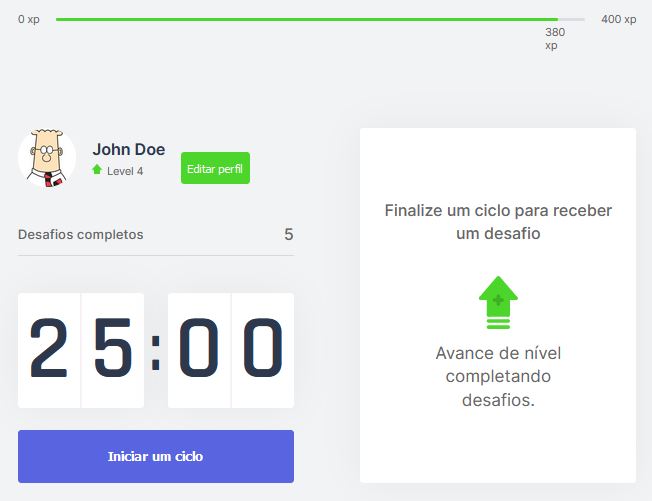 0 xp
400 xp
380
xp
John Doe
Level 4
Editar perfil
Desafios completos 5
25:00
Iniciar um ciclo
Finalize um ciclo para receber
um desafio
Avance de nível
completando
desafios.